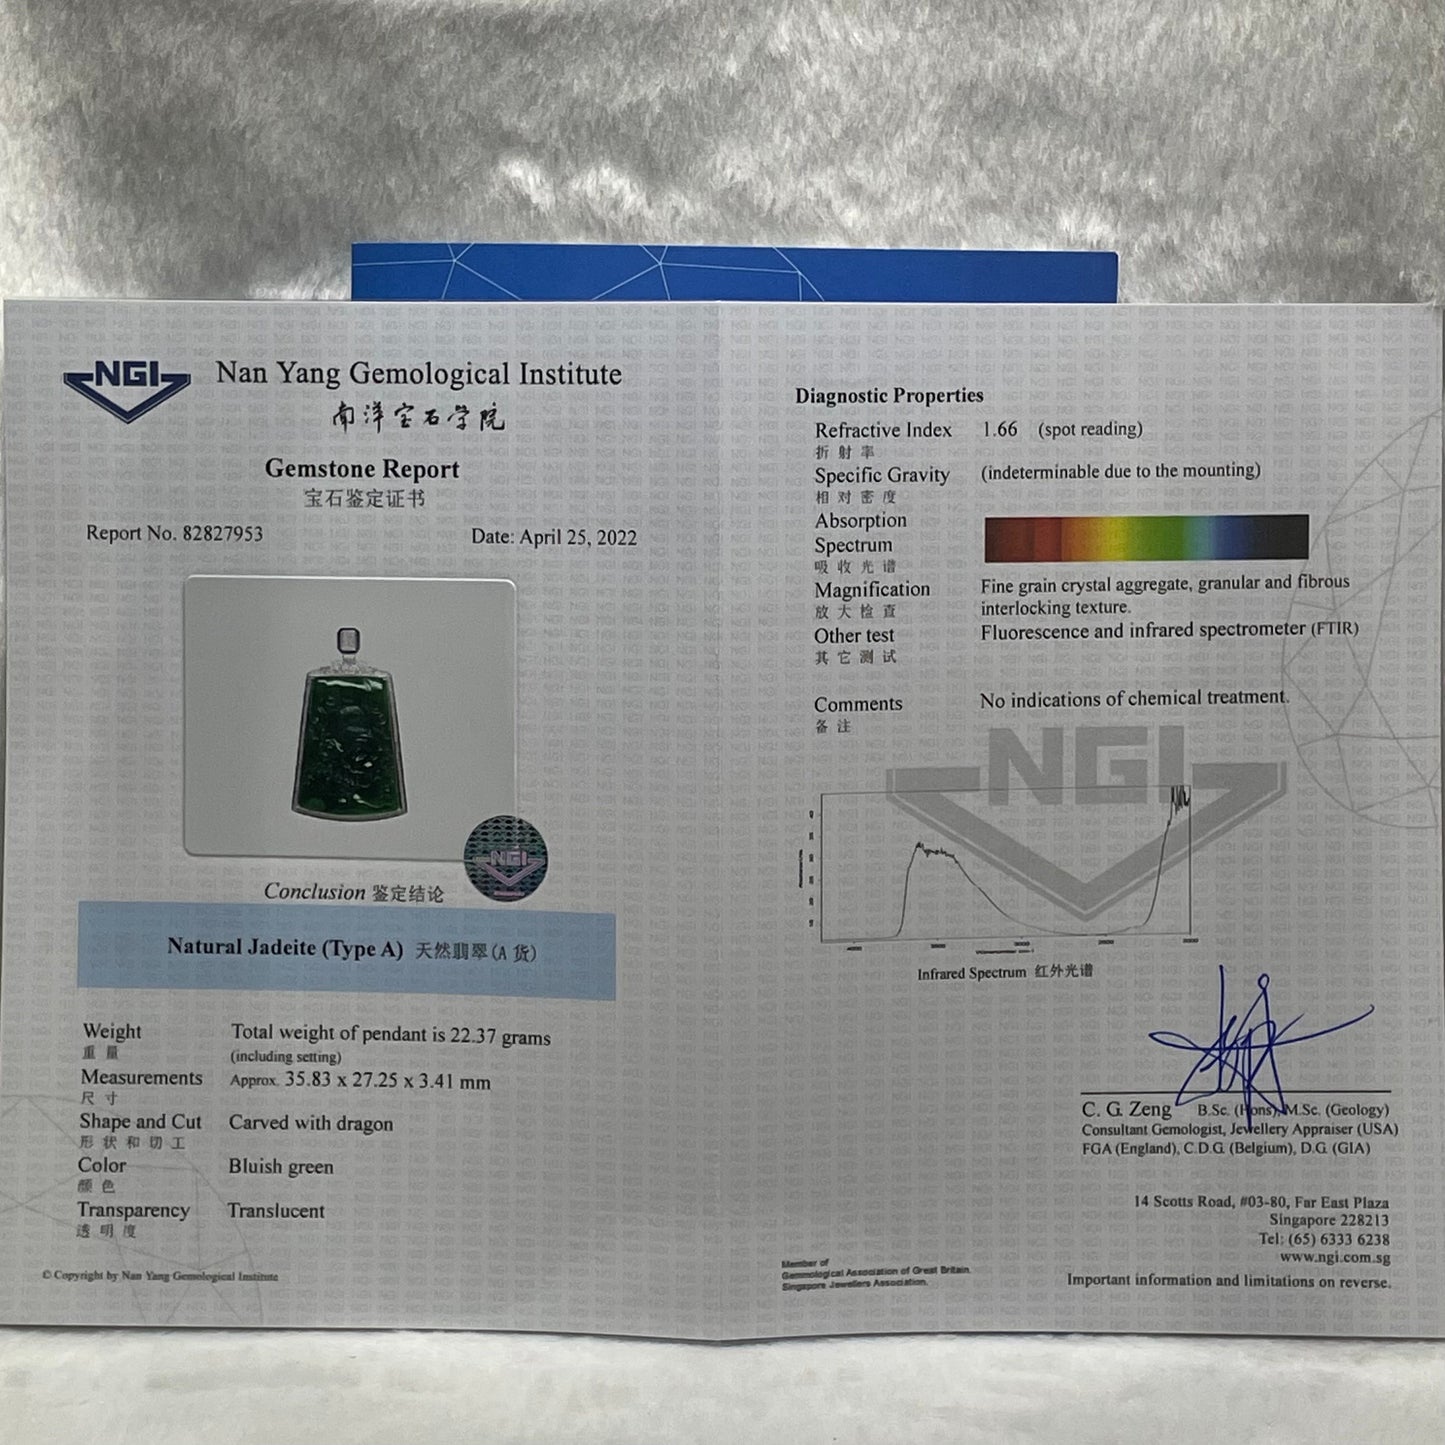 NGI
Nan Yang Gemological Institute
南洋宝石学院
Gemstone Report
宝石鉴定证书
Report No. 82827953
Date: April 25, 2022
NGI
Conclusion 鉴定结论
Natural Jadeite (Type A) 天然翡翠(A 货)
Weight Total weight of pendant is 22.37 grams
重量 (including setting)
Measurements Approx. 35.83 x 27.25 x 3.41 mm
尺寸
Shape and Cut Carved with dragon
形状和切工
Color Bluish green
颜色
Transparency Translucent
透明度
© Copyright by Nan Yang Gemological Institute
Diagnostic Properties
Refractive Index 1.66 (spot reading)
折射率
Specific Gravity (indeterminable due to the mounting)
相对密度
Absorption
Spectrum
吸收光谱
Magnification Fine grain crystal aggregate, granular and fibrous
放大检查 interlocking texture.
Other test Fluorescence and infrared spectrometer (FTIR)
其它测试
Comments No indications of chemical treatment.
备注
NGI
Infrared Spectrum 红外光谱
C. G. Zeng B.Sc. (Hons), M.Sc. (Geology)
Consultant Gemologist, Jewellery Appraiser (USA)
FGA (England), C.D.G. (Belgium), D.G. (GIA)
14 Scotts Road, #03-80, Far East Plaza
Singapore 228213
Tel: (65) 6333 6238
www.ngi.com.sg
Member of
Gemmological Association of Great Britain.
Singapore Jewellers Association.
Important information and limitations on reverse.